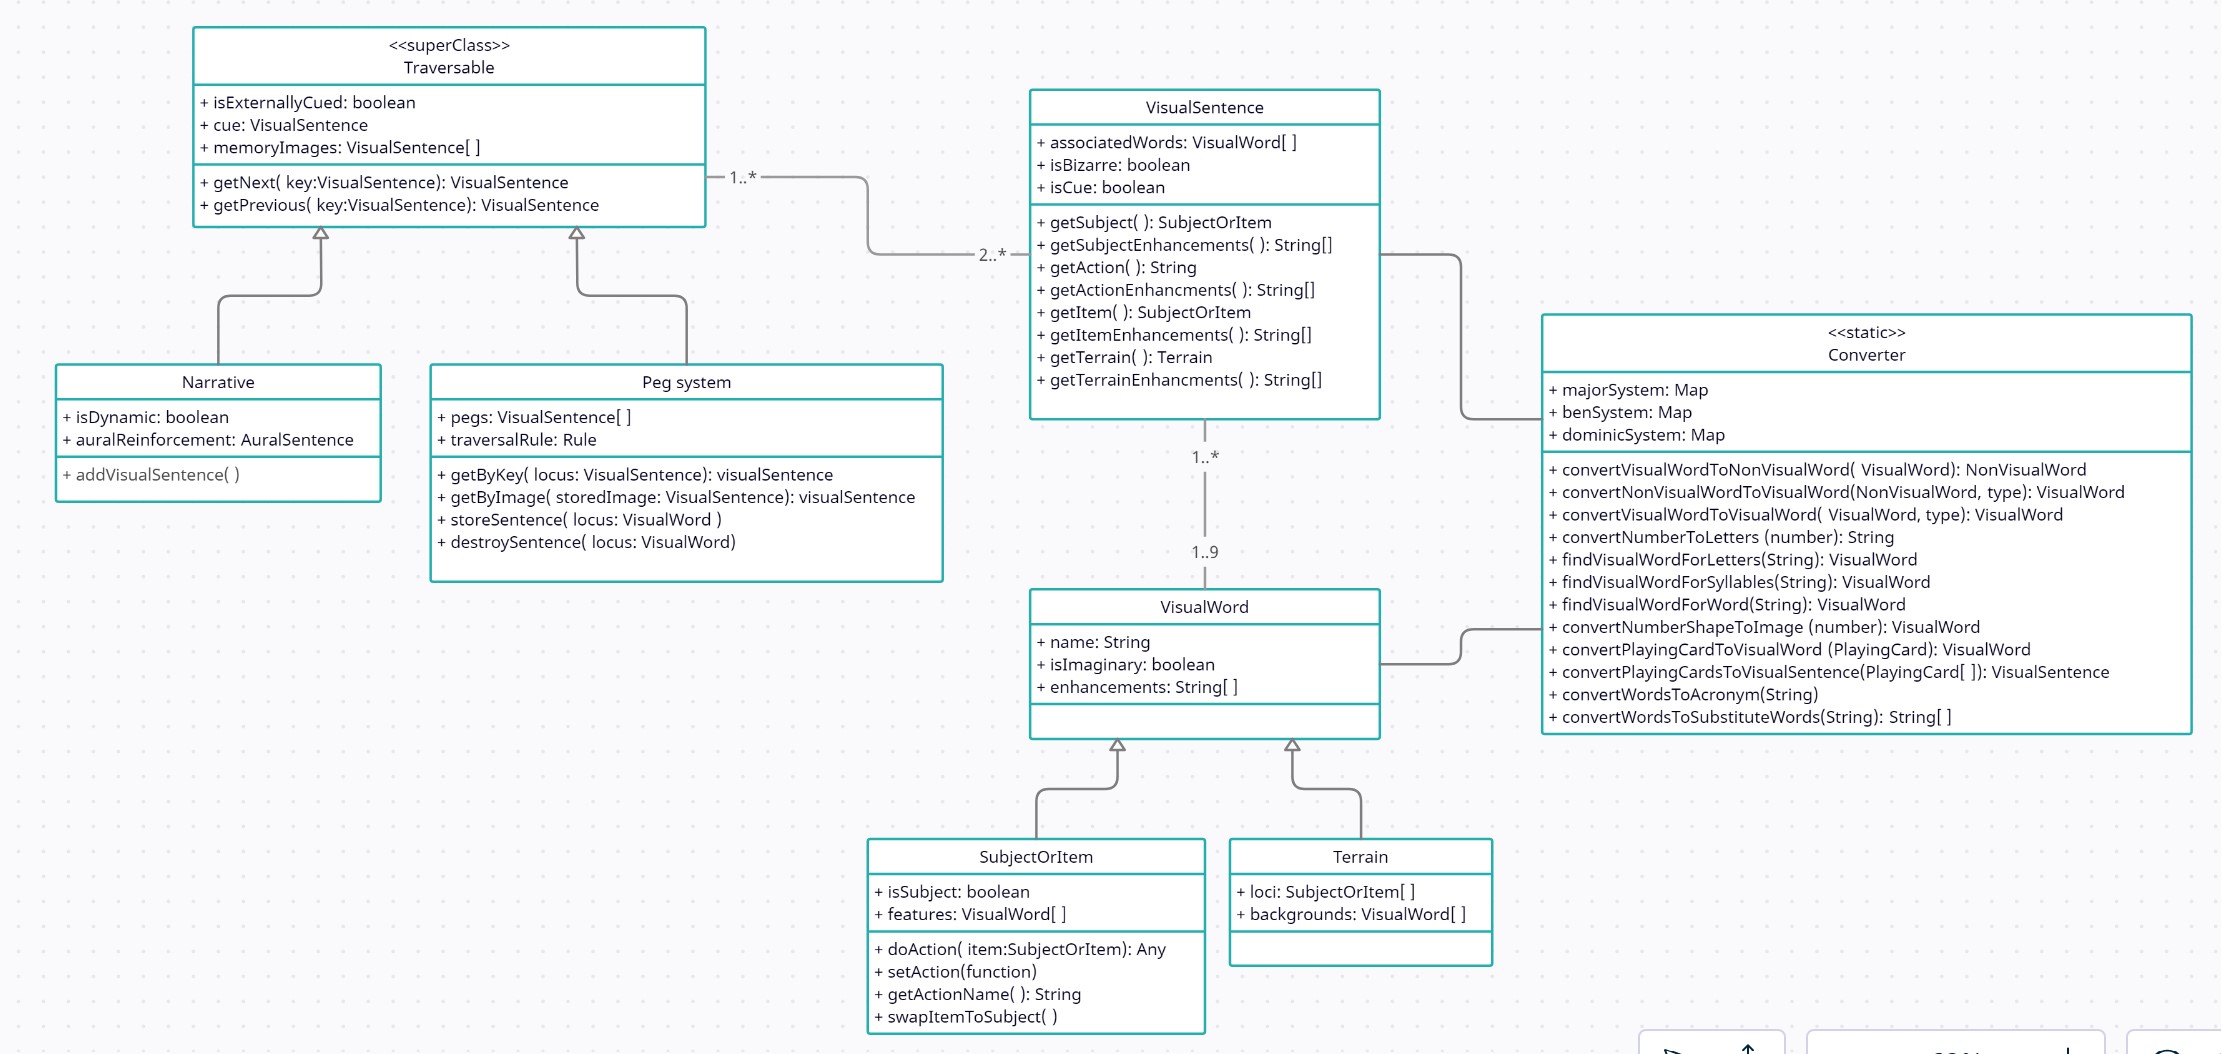 <<superClass>>
Traversable
+ isExternallyCued: boolean
+ cue: VisualSentence
+ memoryImages: VisualSentence[ ]
+ getNext( key:VisualSentence): VisualSentence
+ getPrevious( key:VisualSentence): VisualSentence
1..*
2..*
Narrative
+ isDynamic: boolean
+ auralReinforcement: AuralSentence
+ addVisualSentence( )
Peg system
+ pegs: VisualSentence[ ]
+ traversalRule: Rule
+ getByKey( locus: VisualSentence): visualSentence
+ getByImage( storedImage: VisualSentence): visualSentence
+ storeSentence( locus: VisualWord )
+ destroySentence( locus: VisualWord)
VisualSentence
+ associatedWords: VisualWord[ ]
+ isBizarre: boolean
+ isCue: boolean
+ getSubject( ): SubjectOrItem
+ getSubjectEnhancements( ): String[]
+ getAction( ): String
+ getActionEnhancments( ): String[]
+ getItem( ): SubjectOrItem
+ getItemEnhancements( ): String[]
+ getTerrain( ): Terrain
+ getTerrainEnhancments( ): String[]
1..*
1..9
VisualWord
+ name: String
+ isImaginary: boolean
+ enhancements: String[ ]
SubjectOrItem
+ isSubject: boolean
+ features: VisualWord[ ]
+ doAction( item:SubjectOrItem): Any
+ setAction(function)
+ getActionName( ): String
+ swapItemToSubject( )
Terrain
+ loci: SubjectOrItem[ ]
+ backgrounds: VisualWord[ ]
<<static>>
Converter
+ majorSystem: Map
+ benSystem: Map
+ dominicSystem: Map
+ convertVisualWordToNonVisualWord( VisualWord): NonVisualWord
+ convertNonVisualWordToVisualWord(NonVisualWord, type): VisualWord
+ convertVisualWordToVisualWord( VisualWord, type): VisualWord
+ convertNumberToLetters (number): String
+ findVisualWordForLetters(String): VisualWord
+ findVisualWordForSyllables(String): VisualWord
+ findVisualWordForWord(String): VisualWord
+ convertNumberShapeToImage (number): VisualWord
+ convertPlayingCardToVisualWord (PlayingCard): VisualWord
+ convertPlayingCardsToVisualSentence(PlayingCard[ ]): VisualSentence
+ convertWordsToAcronym(String)
+ convertWordsToSubstituteWords(String): String[ ]